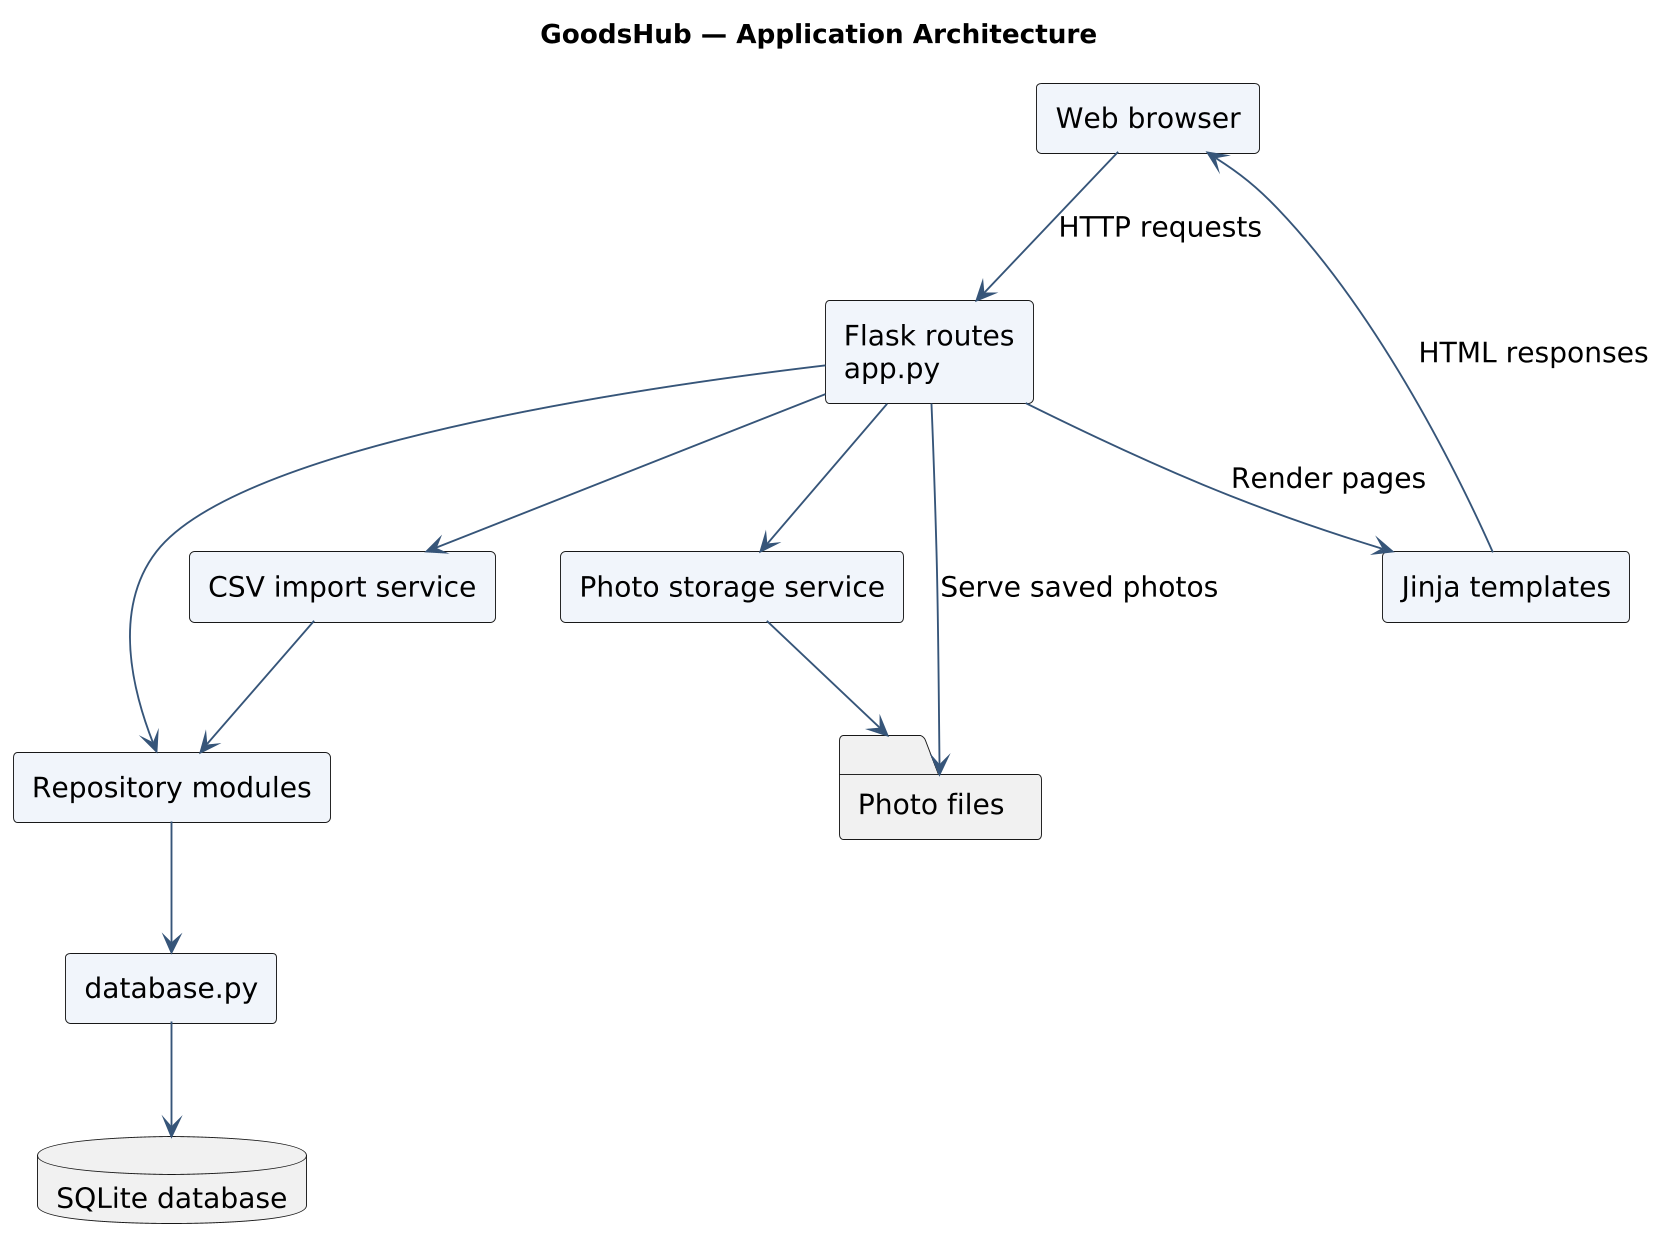 GoodsHub — Application Architecture
Web browser
HTTP requests
Flask routes
app.py
HTML responses
Render pages
CSV import service
Photo storage service
Serve saved photos
Jinja templates
Repository modules
Photo files
database.py
SQLite database